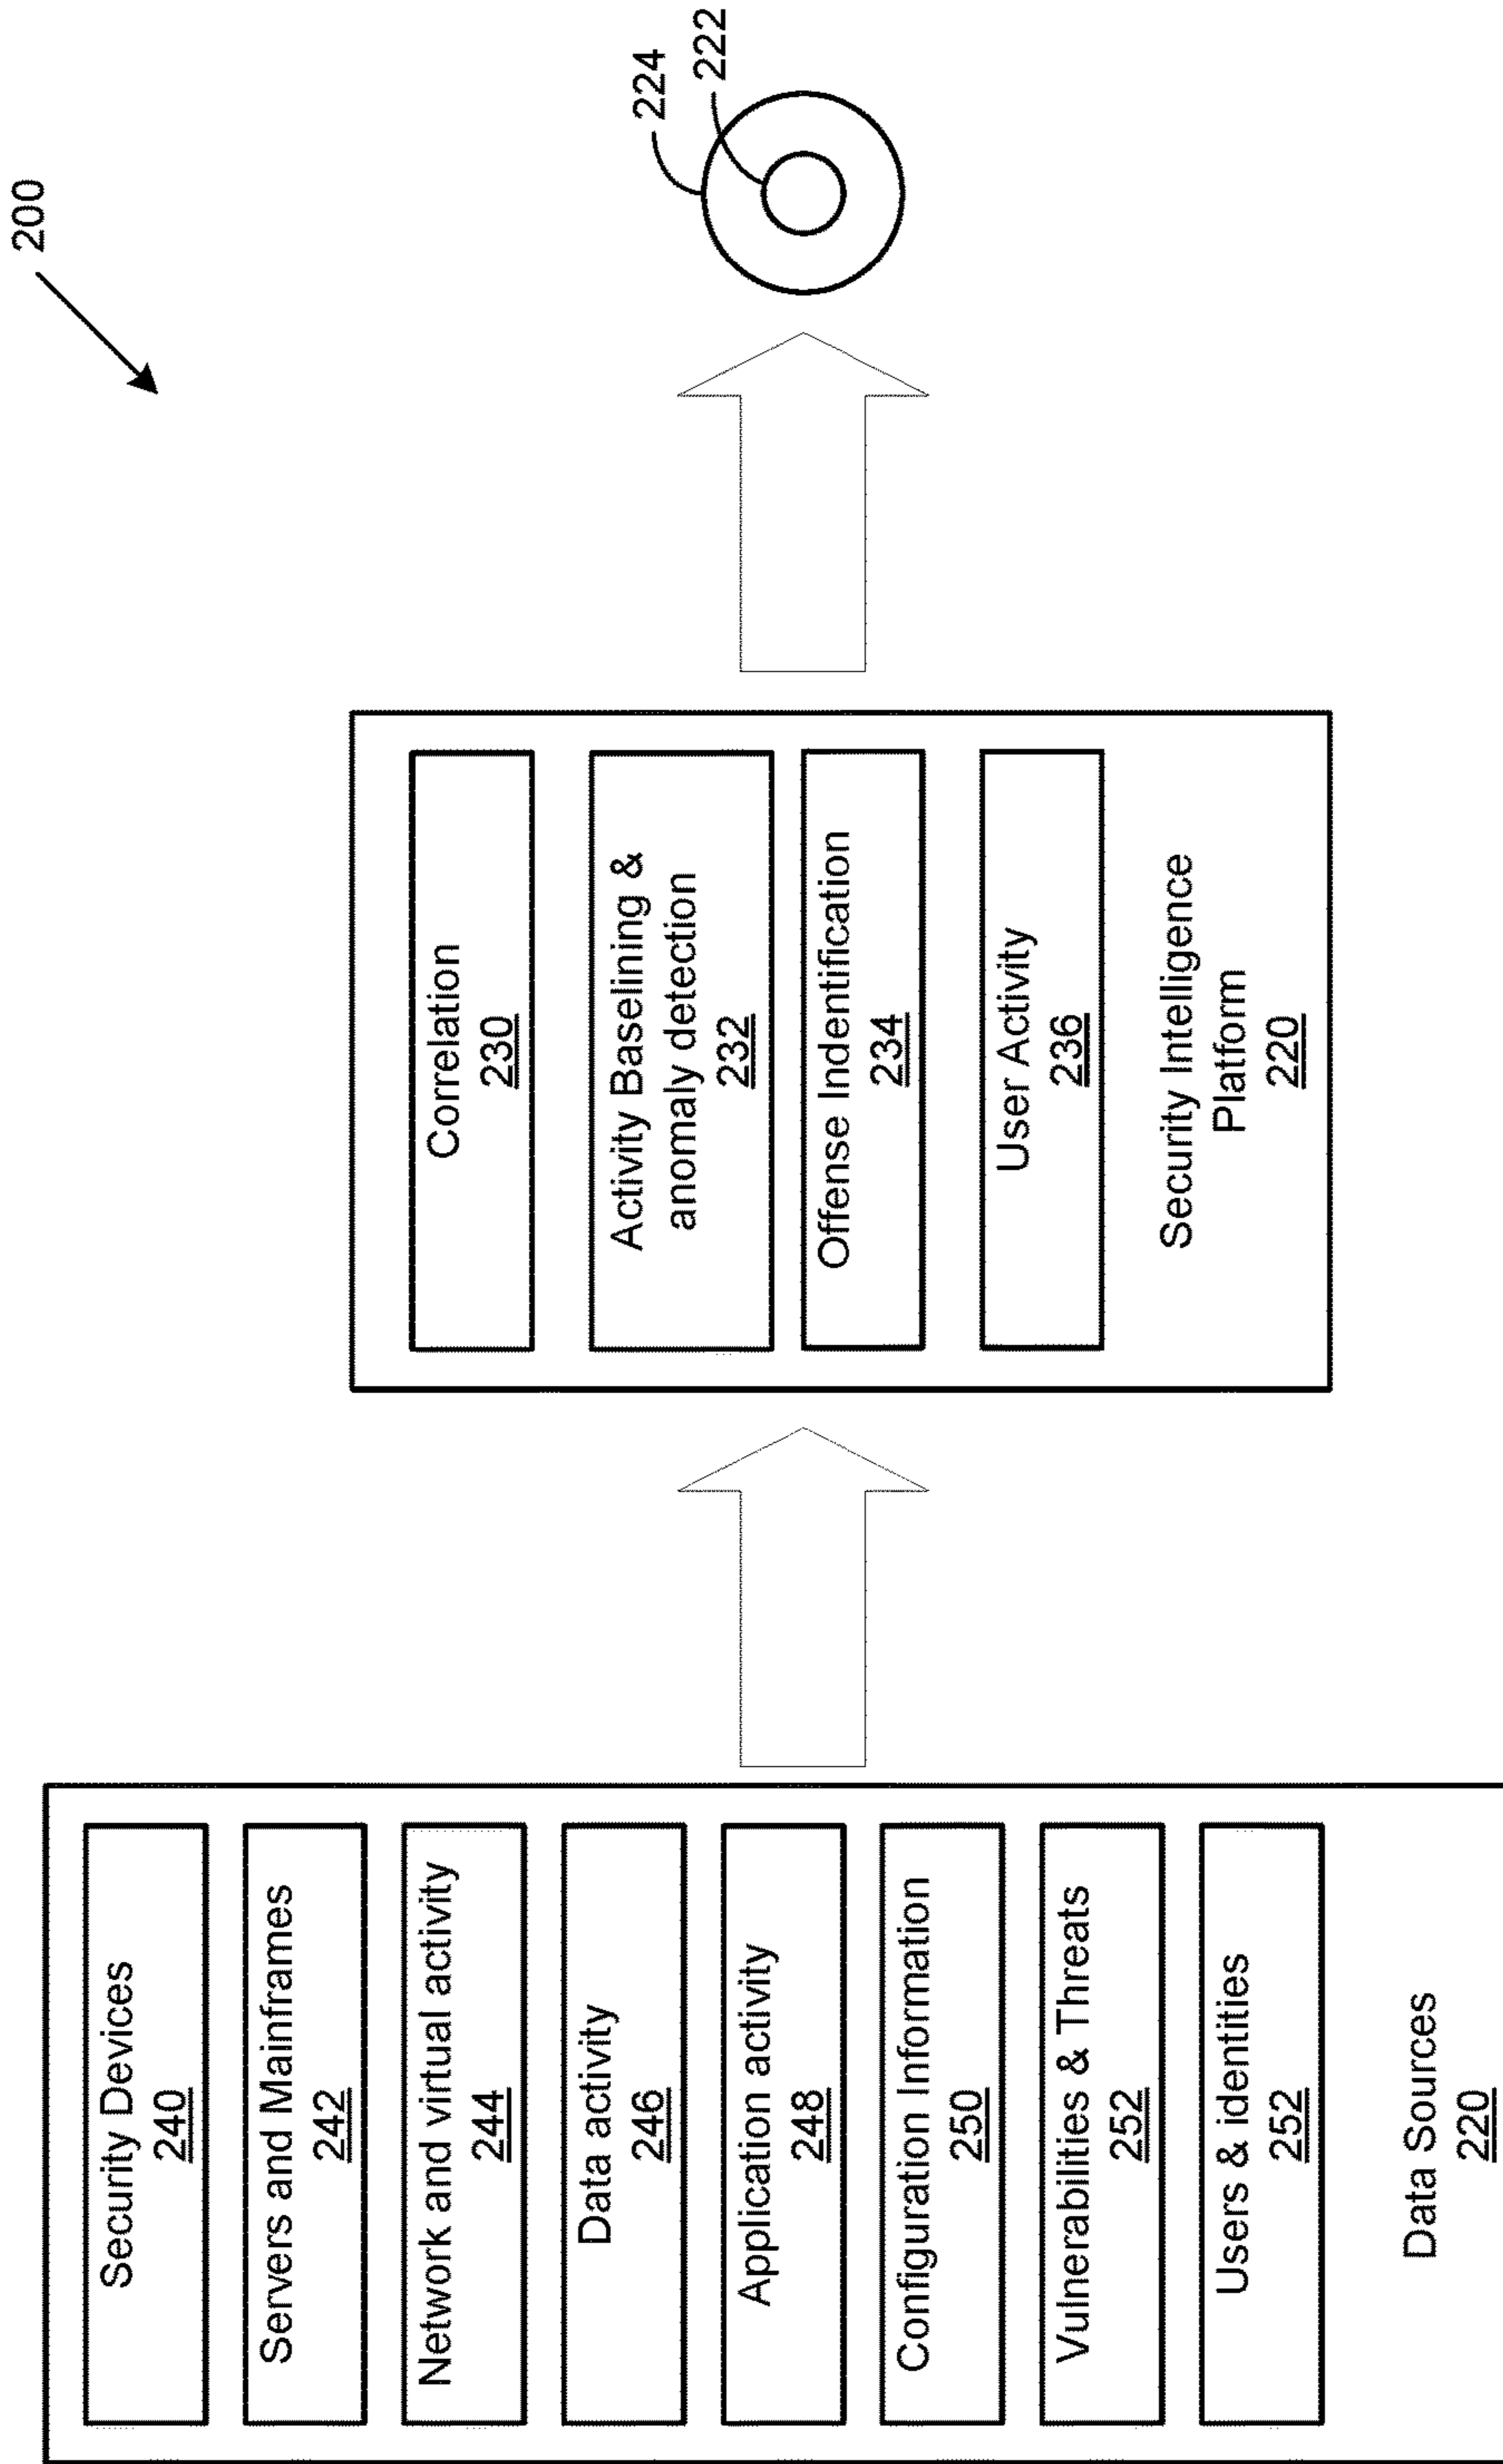 200
Security Devices
240
Servers and Mainframes
242
Network and virtual activity
244
Data activity
246
Application activity
248
Configuration Information
250
Vulnerabilities & Threats
252
Users & identities
252
Data Sources
220
Correlation
230
Activity Baselining &
anomaly detection
232
Offense Indentification
234
User Activity
236
Security Intelligence
Platform
220
224
222